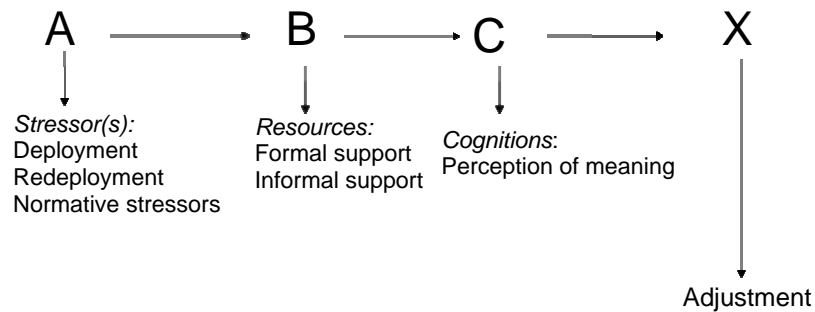 A B C X
Stressor(s):
Deployment
Redeployment
Normative stressors
Resources:
Formal support
Informal support
Cognitions:
Perception of meaning
Adjustment